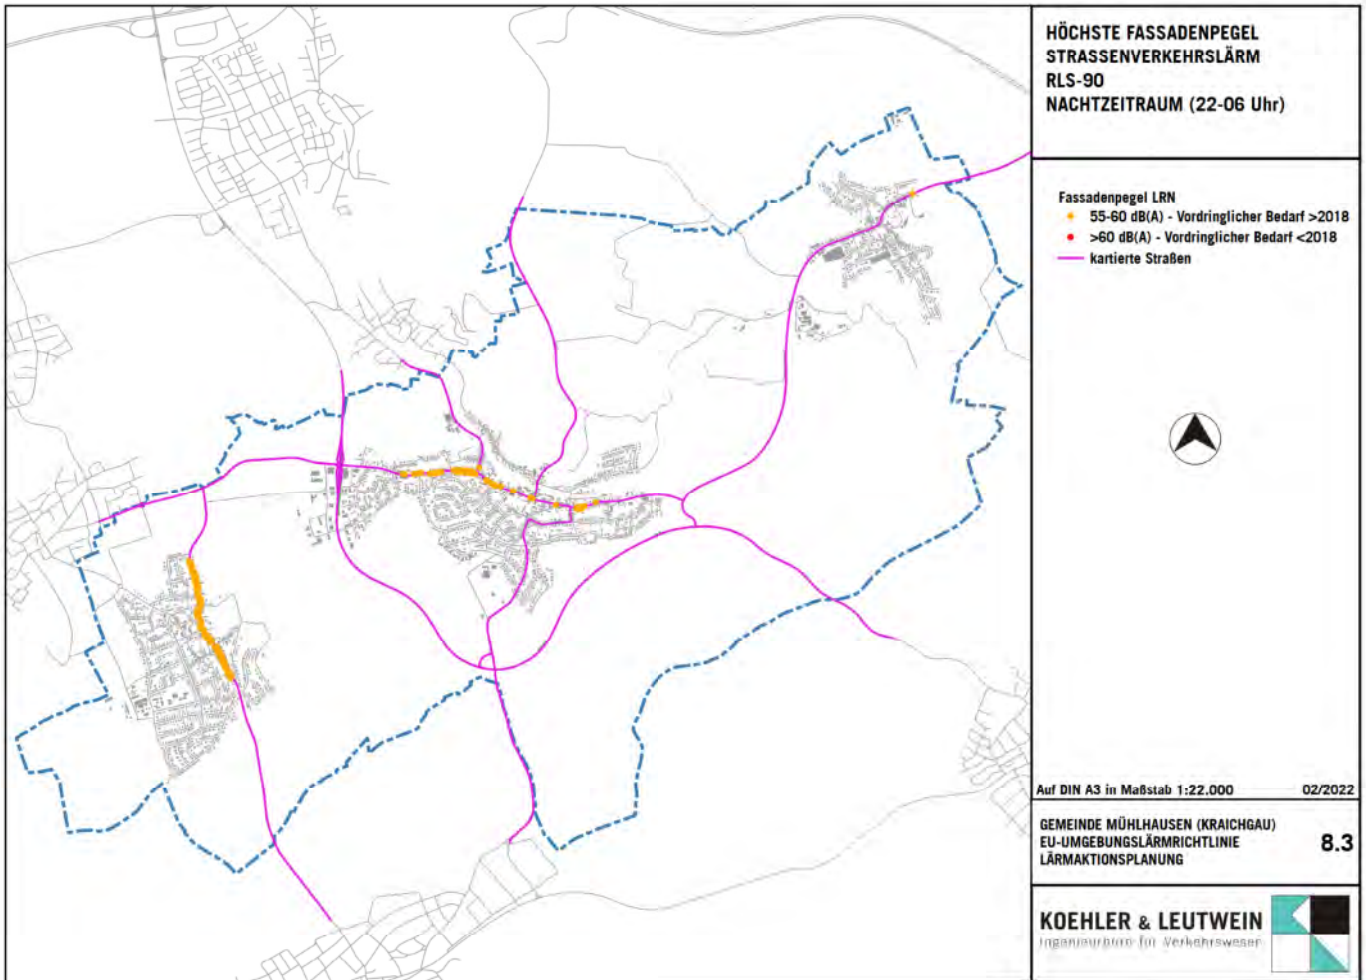 HÖCHSTE FASSADENPEGEL
STRASSENVERKEHRSLÄRM
RLS-90
NACHTZEITRAUM (22-06 Uhr)
Fassadenpegel LRN
55-60 dB(A) - Vordringlicher Bedarf >2018
>60 dB(A) - Vordringlicher Bedarf <2018
kartierte Straßen
Auf DIN A3 in Maßstab 1:22.000 02/2022
GEMEINDE MÜHLHAUSEN (KRAICHGAU)
EU-UMGEBUNGSLÄRMRICHTLINIE
LÄRMAKTIONSPLANUNG
8.3
KOEHLER & LEUTWEIN
Ingenieurbüro für Verkehrswesen